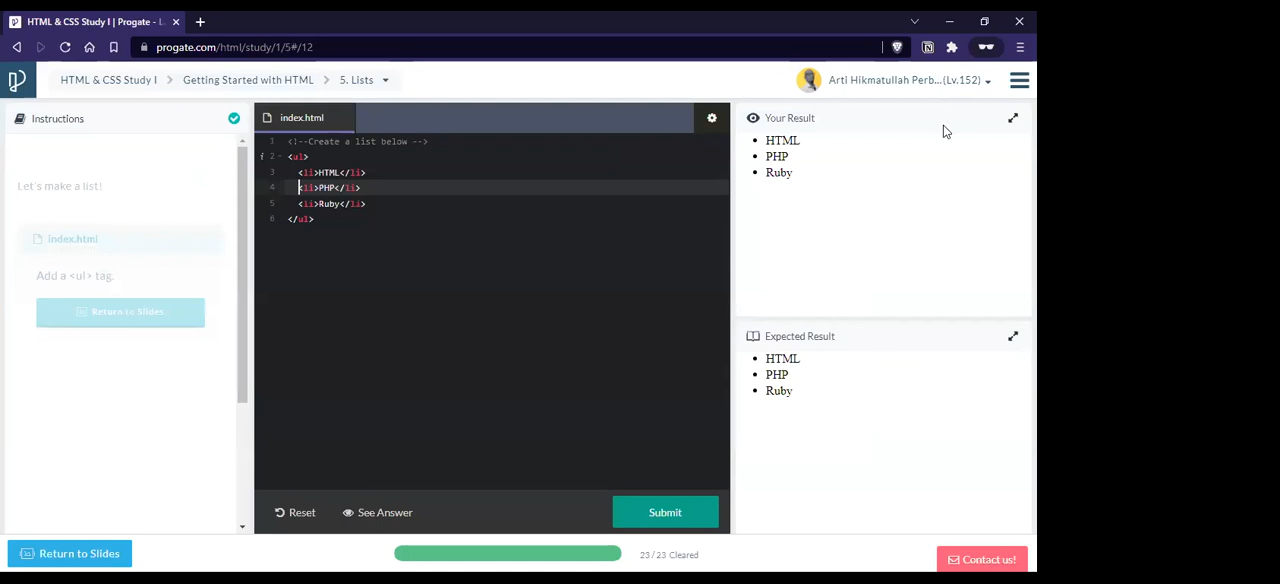 HTML & CSS Study I | Progate - L
progate.com/html/study/1/5#/12
HTML & CSS Study I
Getting Started with HTML
5. Lists
Arti Hikmatullah Perb...(Lv.152)
Instructions
Let's make a list!
index.html
Add a <ul> tag.
Return to Slides
index.html
1 <!--Create a list below -->
i 2 - <ul>
3 <li>HTML</li>
4 <li>PHP</li>
5 <li>Ruby</li>
6 </ul>
Reset
See Answer
Submit
Your Result
• HTML
• PHP
• Ruby
Expected Result
• HTML
• PHP
• Ruby
Return to Slides
23 / 23 Cleared
Contact us!